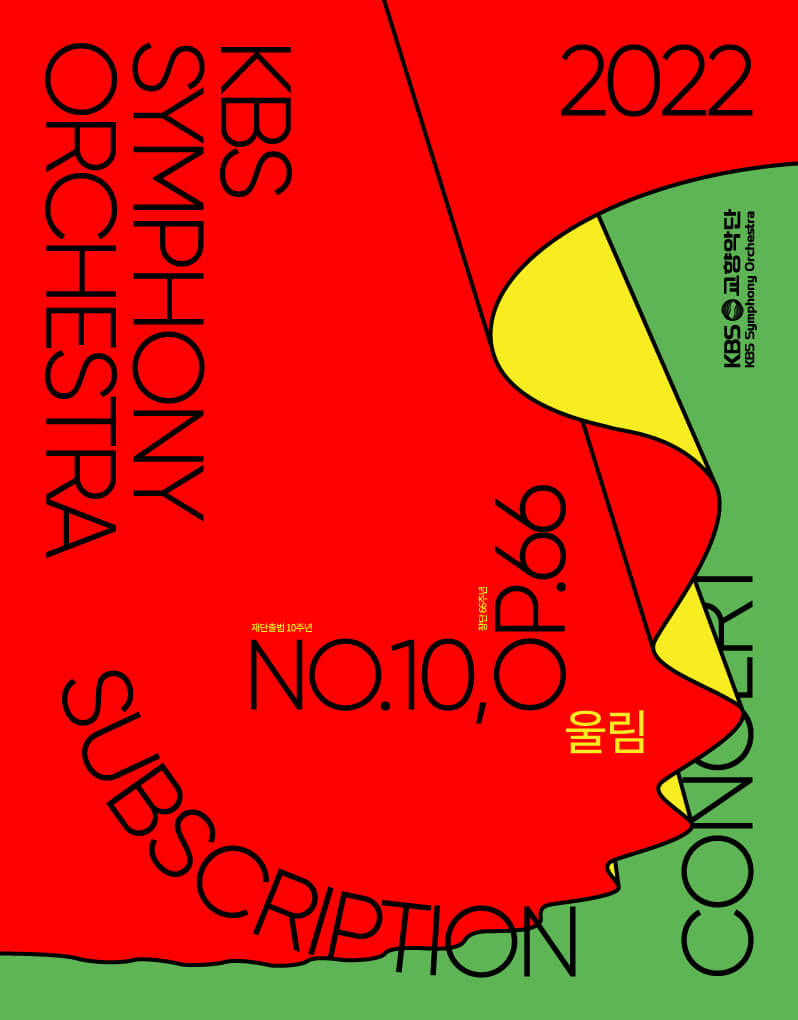 KBS
SYMPHONY
ORCHESTRA
2022
KBS 교향악단
KBS Symphony Orchestra
창단 66주년
Op.66
재단출범 10주년
NO.10,
울림
SUBSCRIPTION
CONCERT